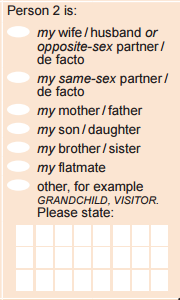 Person 2 is:
my wife / husband or
opposite-sex partner /
de facto
my same-sex partner /
de facto
my mother / father
my son / daughter
my brother / sister
my flatmate
other, for example
GRANDCHILD, VISITOR.
Please state: